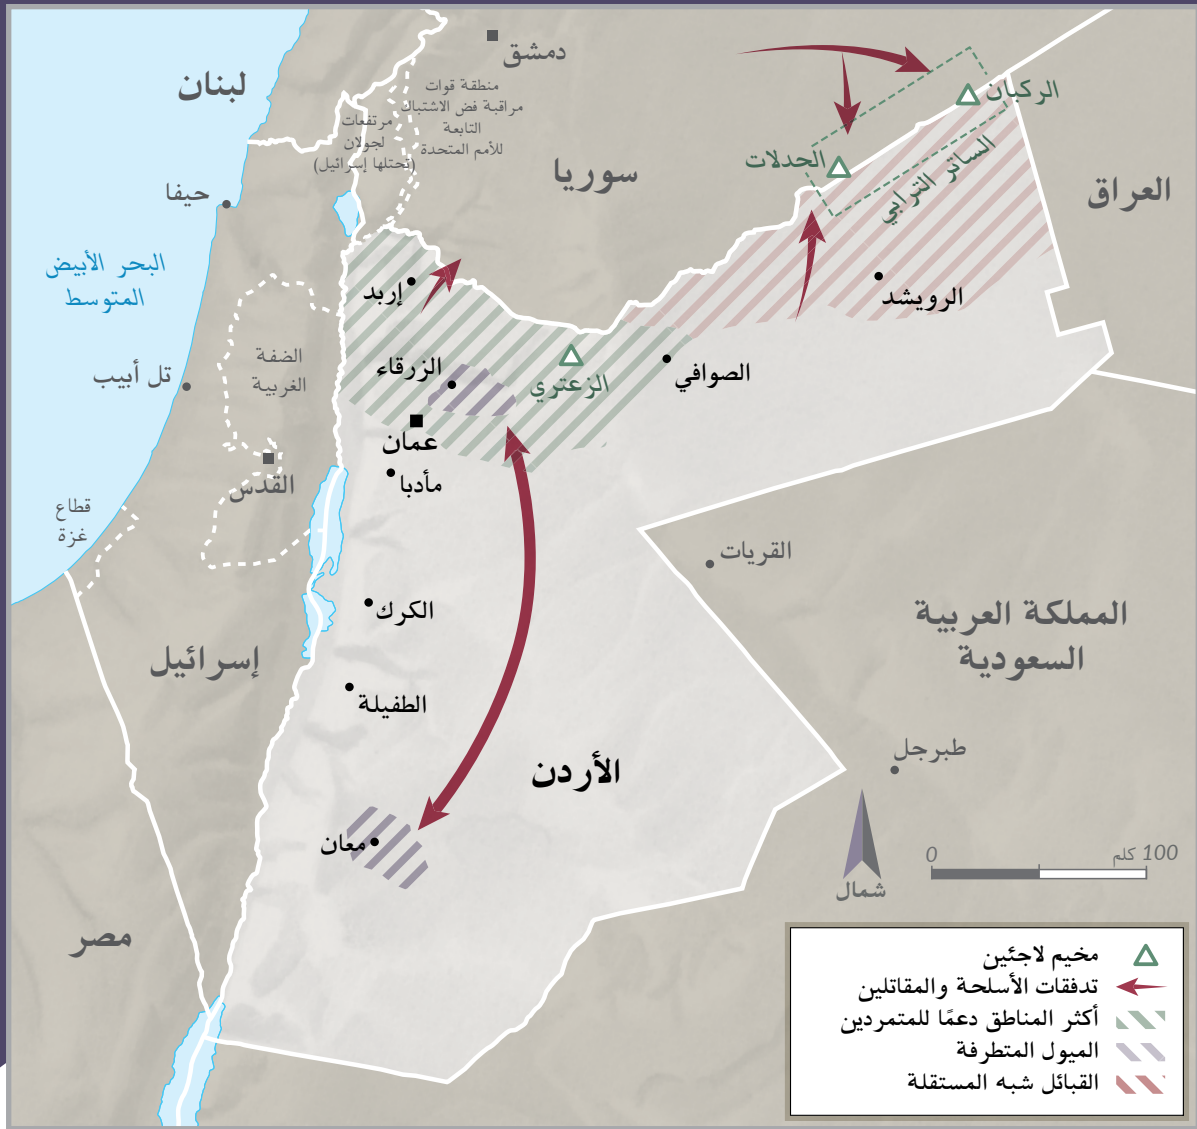 لبنان
دمشق
منطقة قوات
مراقبة فض الاشتباك
التابعة
للأمم المتحدة
مرتفعات
لجولان
(تحتلها إسرائيل)
سوريا
الركبان
الحدلات
الساتر الترابي
العراق
حيفا
البحر الأبيض
المتوسط
إربد
الرويشد
الضفة
الغربية
تل أبيب
الزرقاء
الزعتري
الصوافي
عمان
مأدبا
القدس
قطاع
غزة
القريات
الكرك
المملكة العربية
السعودية
إسرائيل
الطفيلة
طبرجل
الأردن
معان
شمال
0
100 كلم
مصر
مخيم لاجئين
تدفقات الأسلحة والمقاتلين
أكثر المناطق دعمًا للمتمردين
الميول المتطرفة
القبائل شبه المستقلة